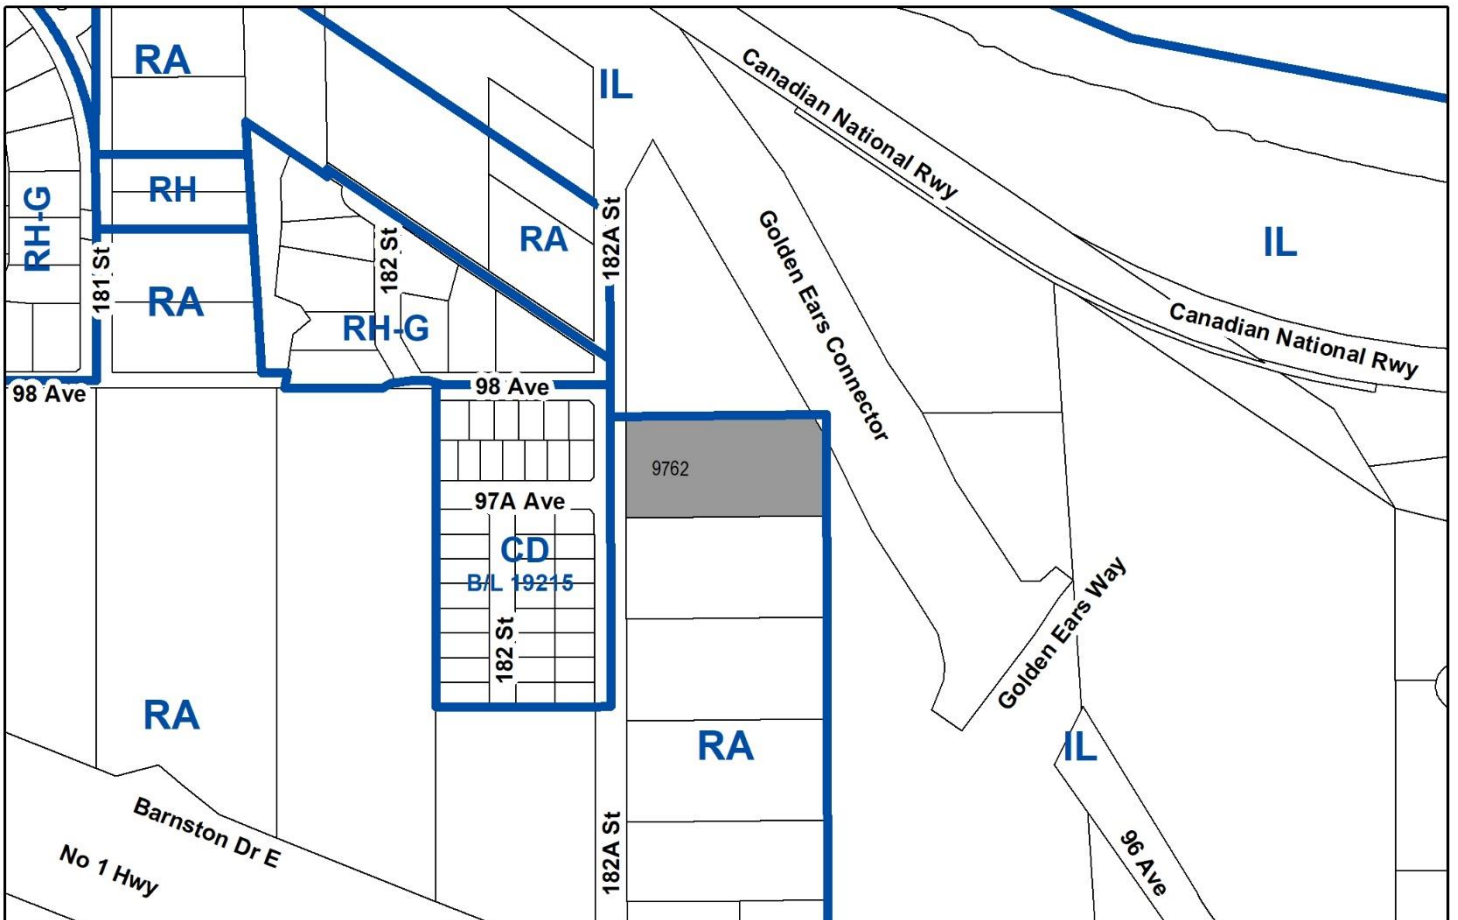 RA
IL
Canadian National Rwy
RH
RH-G
RA
182A St
182 St
Golden Ears Connector
IL
181 St
RA
RH-G
Canadian National Rwy
98 Ave
98 Ave
9762
97A Ave
CD
B/L 19215
182 St
Golden Ears Way
RA
RA
IL
Barnston Dr E
182A St
96 Ave
No 1 Hwy